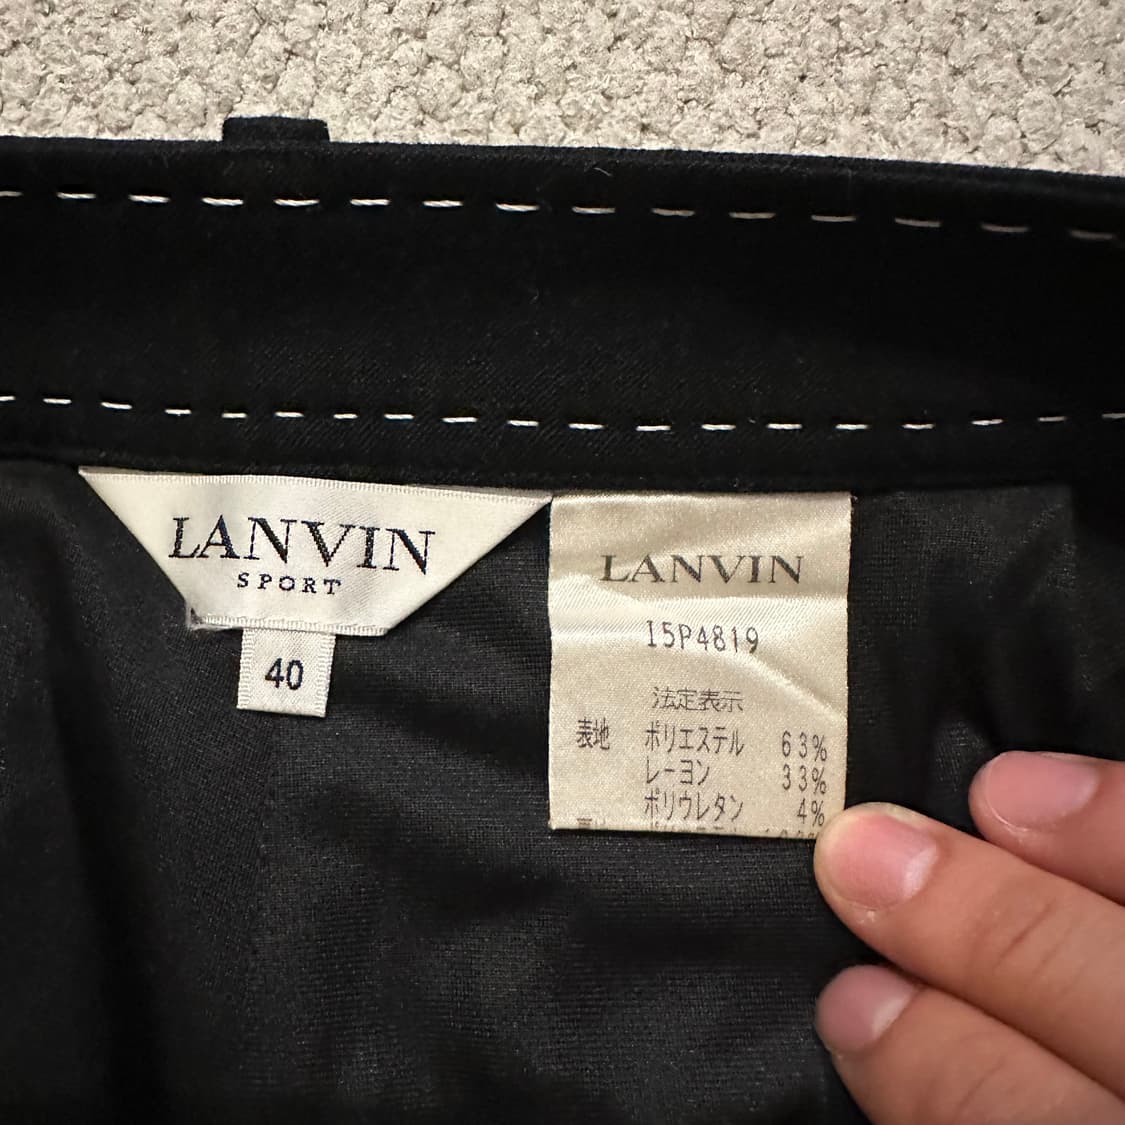 LANVIN
SPORT
40
LANVIN
I5P4819
法定表示
表地 ポリエステル 63%
レーヨン 33%
ポリウレタン 4%